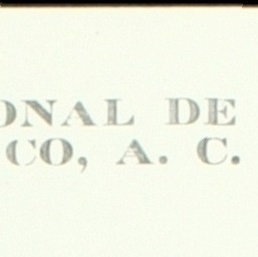 ONAL DE
CO, A. C.